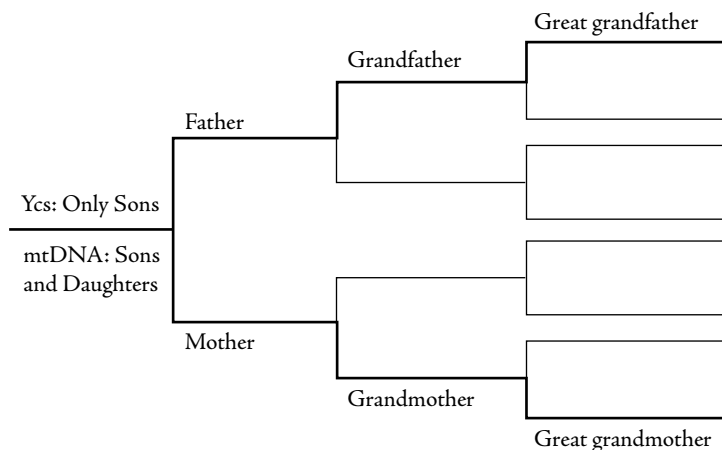 Great grandfather
Grandfather
Father
Ycs: Only Sons
mtDNA: Sons
and Daughters
Mother
Grandmother
Great grandmother